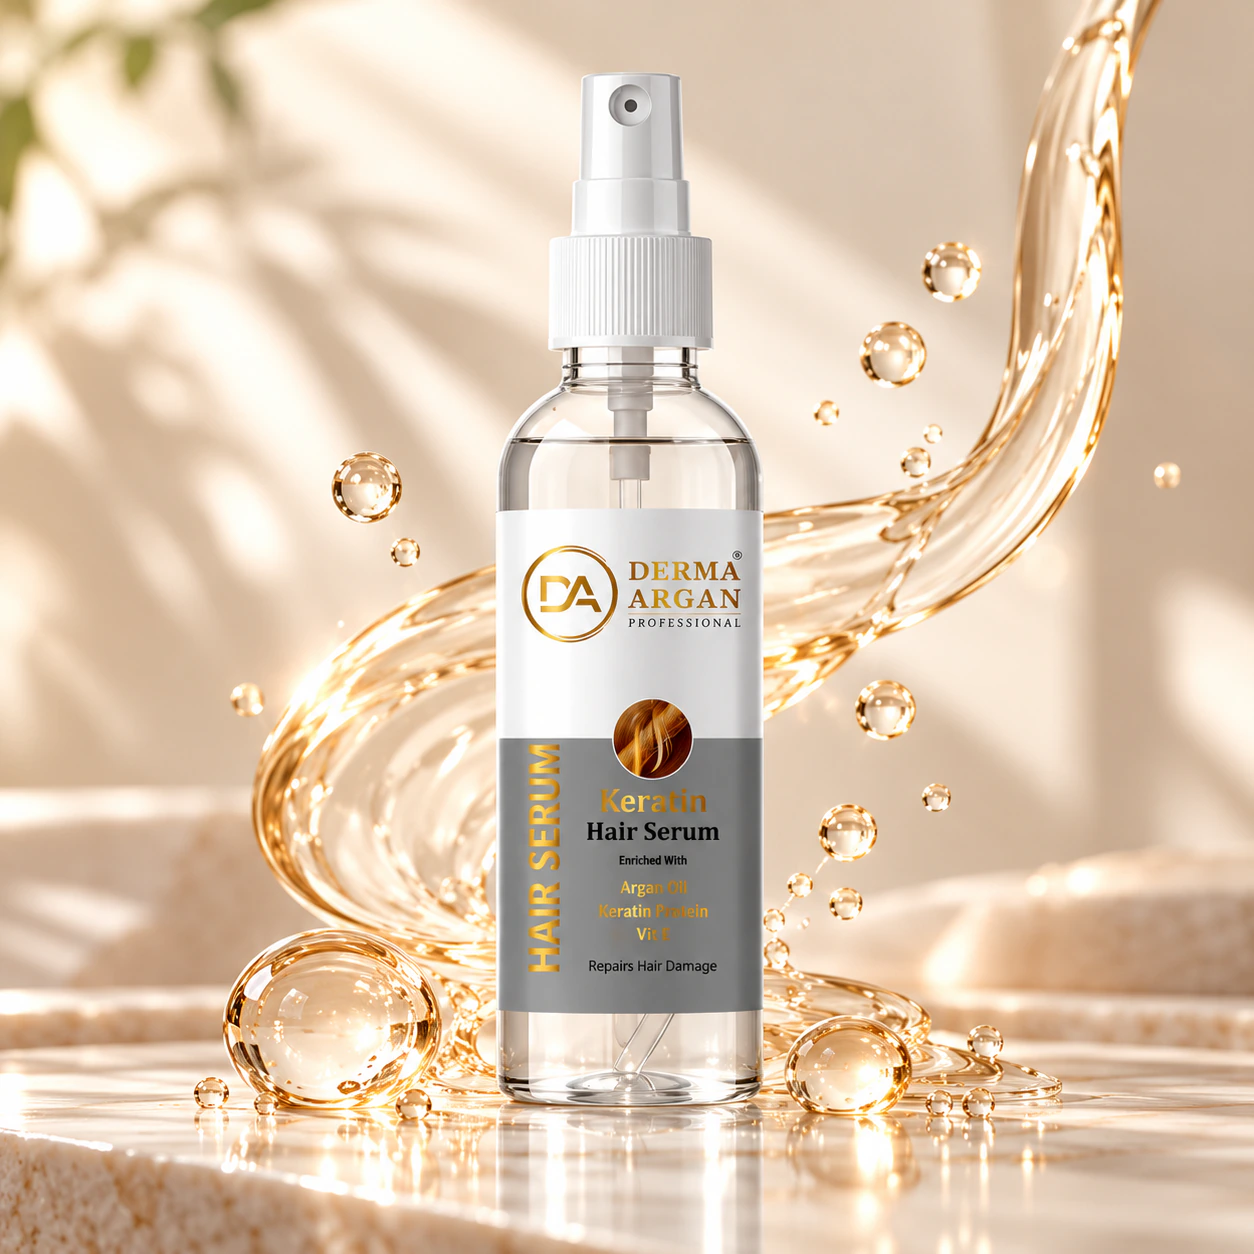 DA
DERMA
ARGAN
®
PROFESSIONAL
HAIR SERUM
Keratin
Hair Serum
Enriched With
Argan Oil
Keratin Protein
Vit E
Repairs Hair Damage